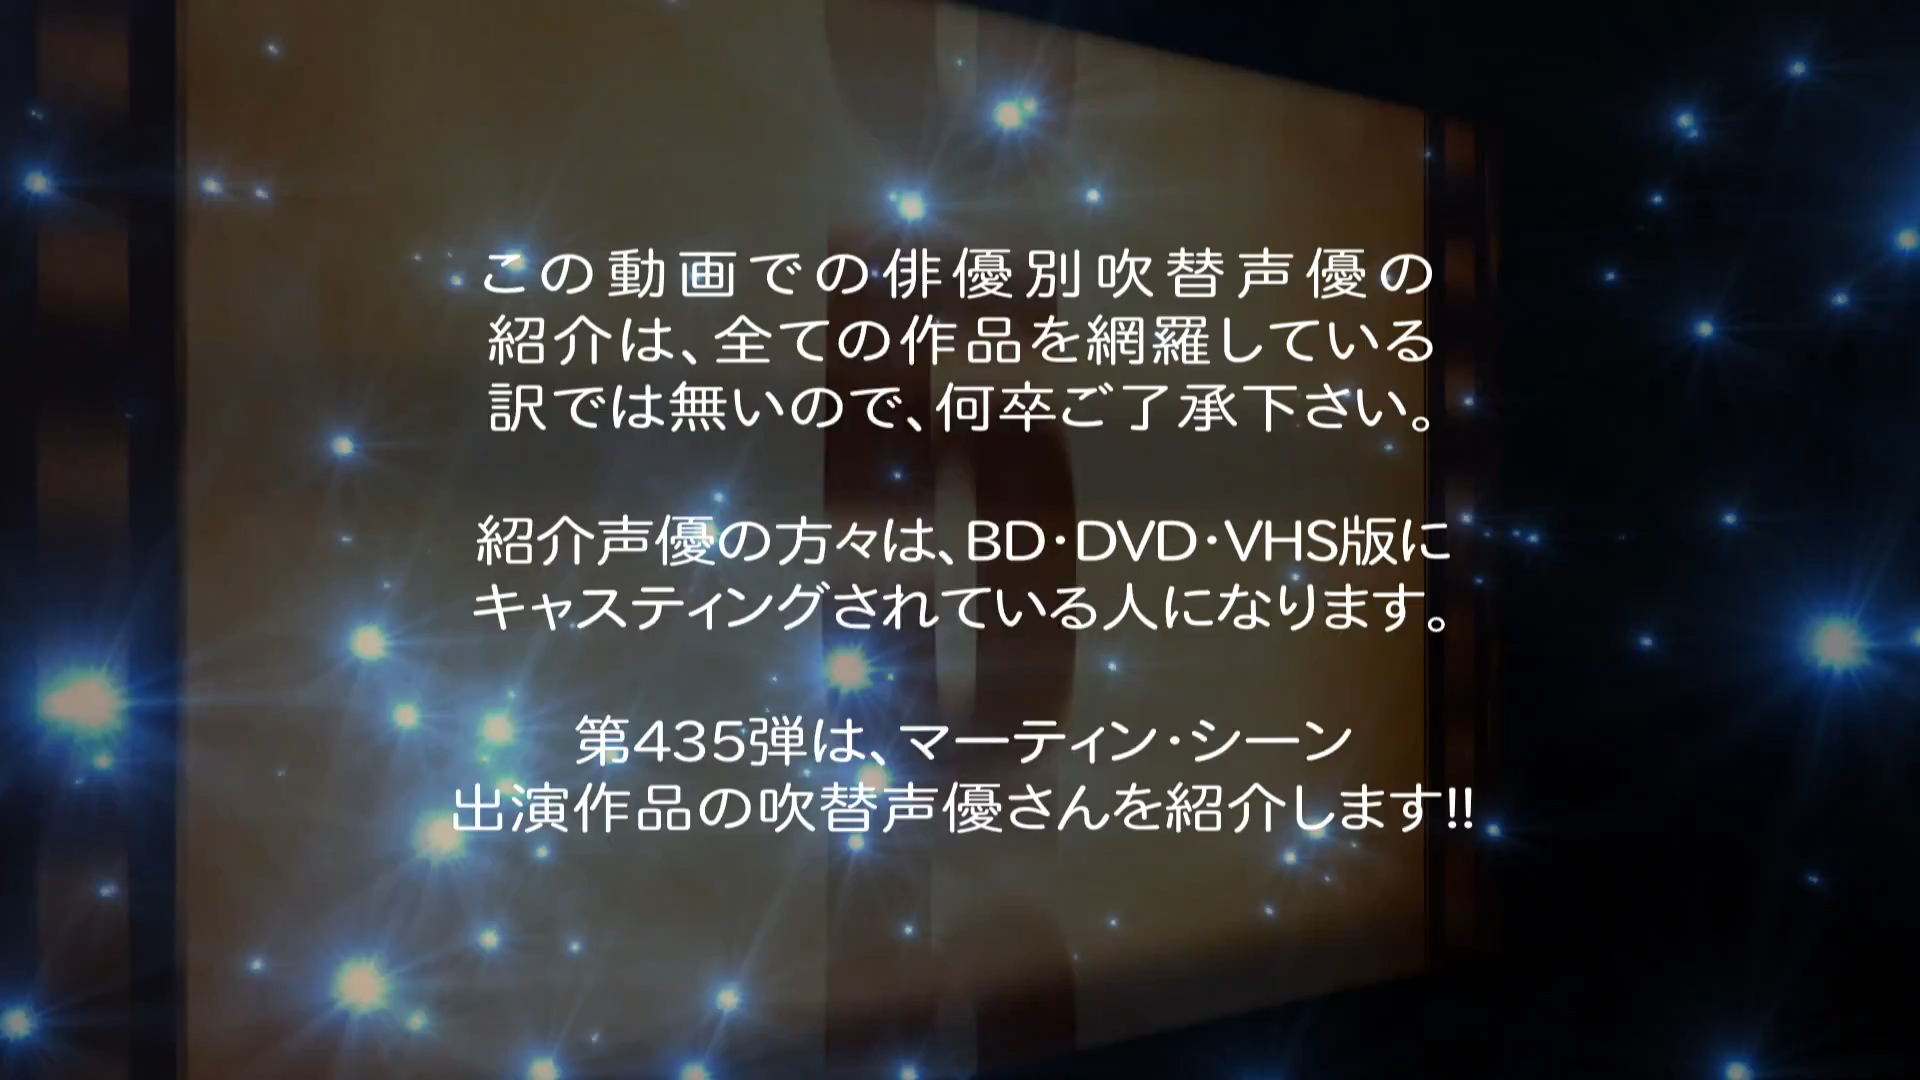 この動画での俳優別吹替声優の
紹介は、全ての作品を網羅している
訳では無いので、何卒ご了承下さい。
紹介声優の方々は、BD・DVD・VHS版に
キャスティングされている人になります。
第435弾は、マーティン・シーン
出演作品の吹替声優さんを紹介します!!